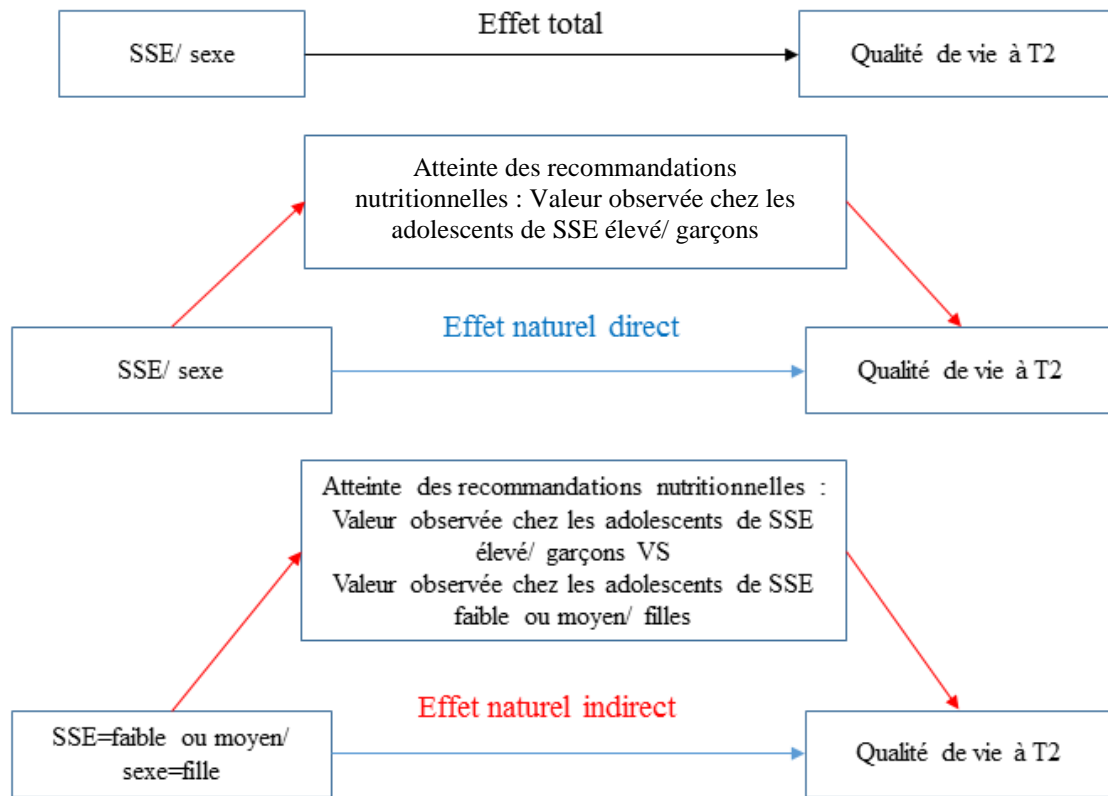 Effet total
SSE/ sexe
Qualité de vie à T2
Atteinte des recommandations
nutritionnelles : Valeur observée chez les
adolescents de SSE élevé/ garçons
Effet naturel direct
SSE/ sexe
Qualité de vie à T2
Atteinte des recommandations nutritionnelles :
Valeur observée chez les adolescents de SSE
élevé/ garçons VS
Valeur observée chez les adolescents de SSE
faible ou moyen/ filles
Effet naturel indirect
SSE=faible ou moyen/
sexe=fille
Qualité de vie à T2